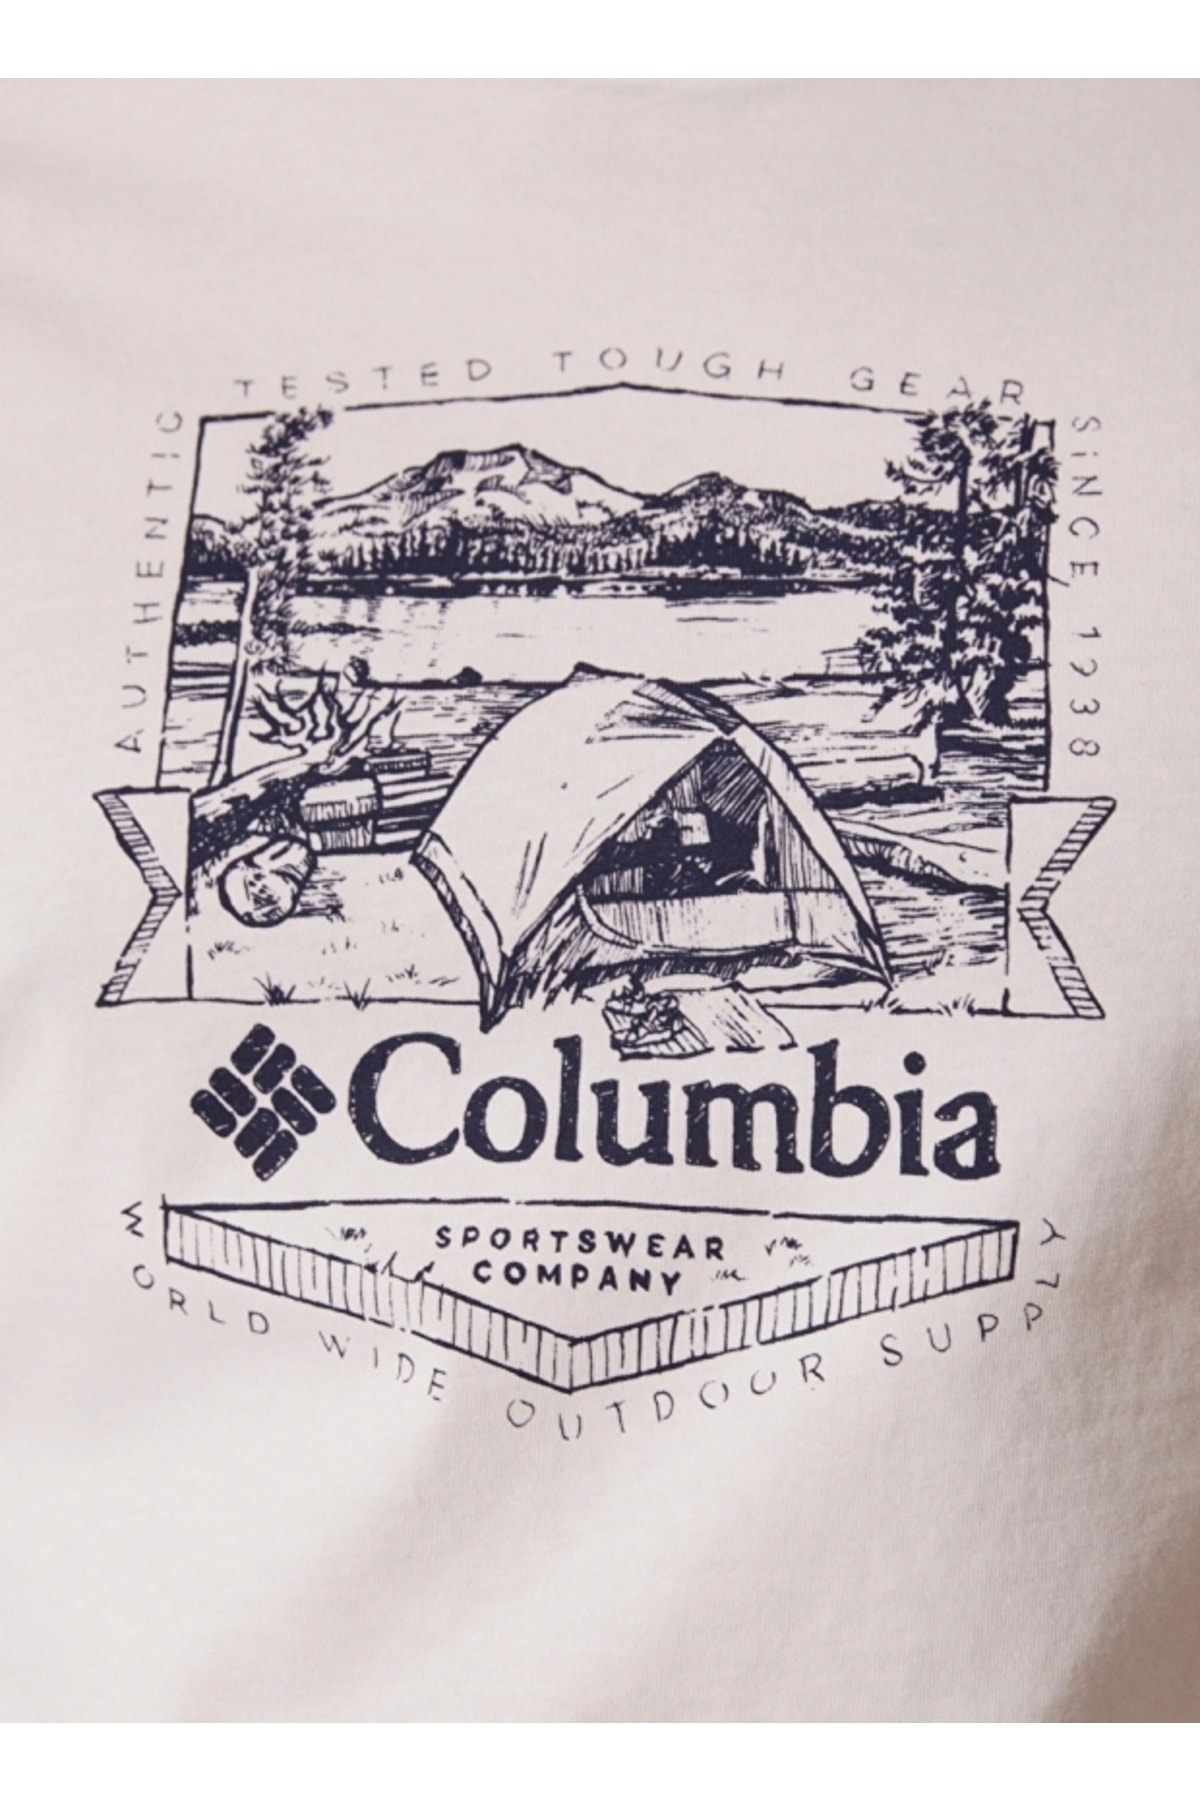 AUTHENTIC
TESTED TOUGH GEAR
SINCE, 1938
Columbia
SPORTSWEAR
COMPANY
WORLD WIDE OUTDOOR SUPPLY